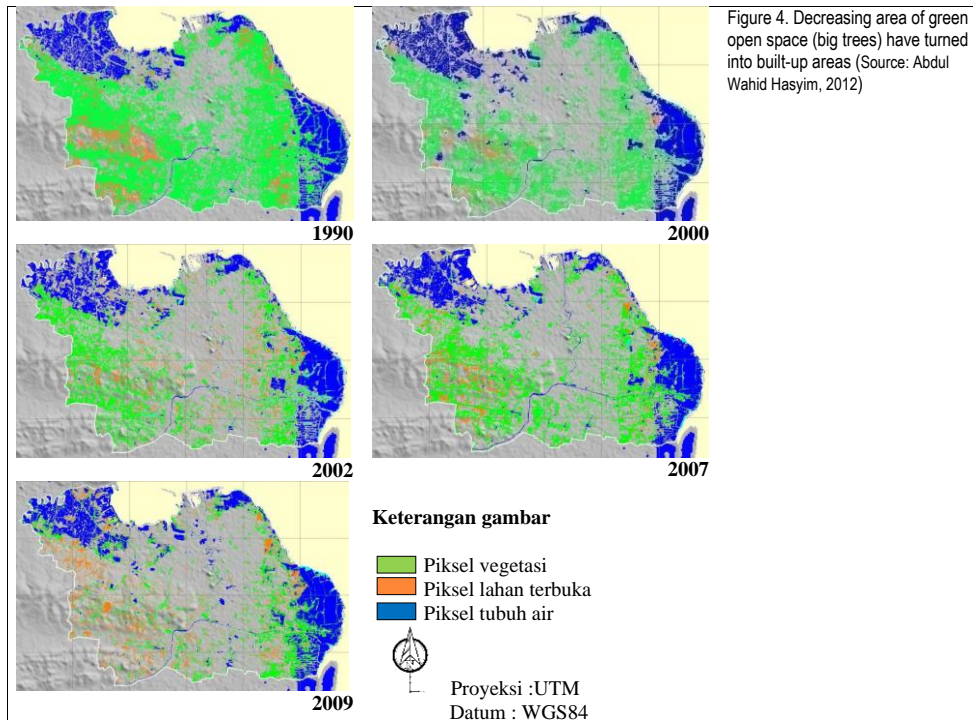 Figure 4. Decreasing area of green
open space (big trees) have turned
into built-up areas (Source: Abdul
Wahid Hasyim, 2012)
1990
2000
2002
2007
2009
Keterangan gambar
Piksel vegetasi
Piksel lahan terbuka
Piksel tubuh air
Proyeksi :UTM
Datum : WGS84